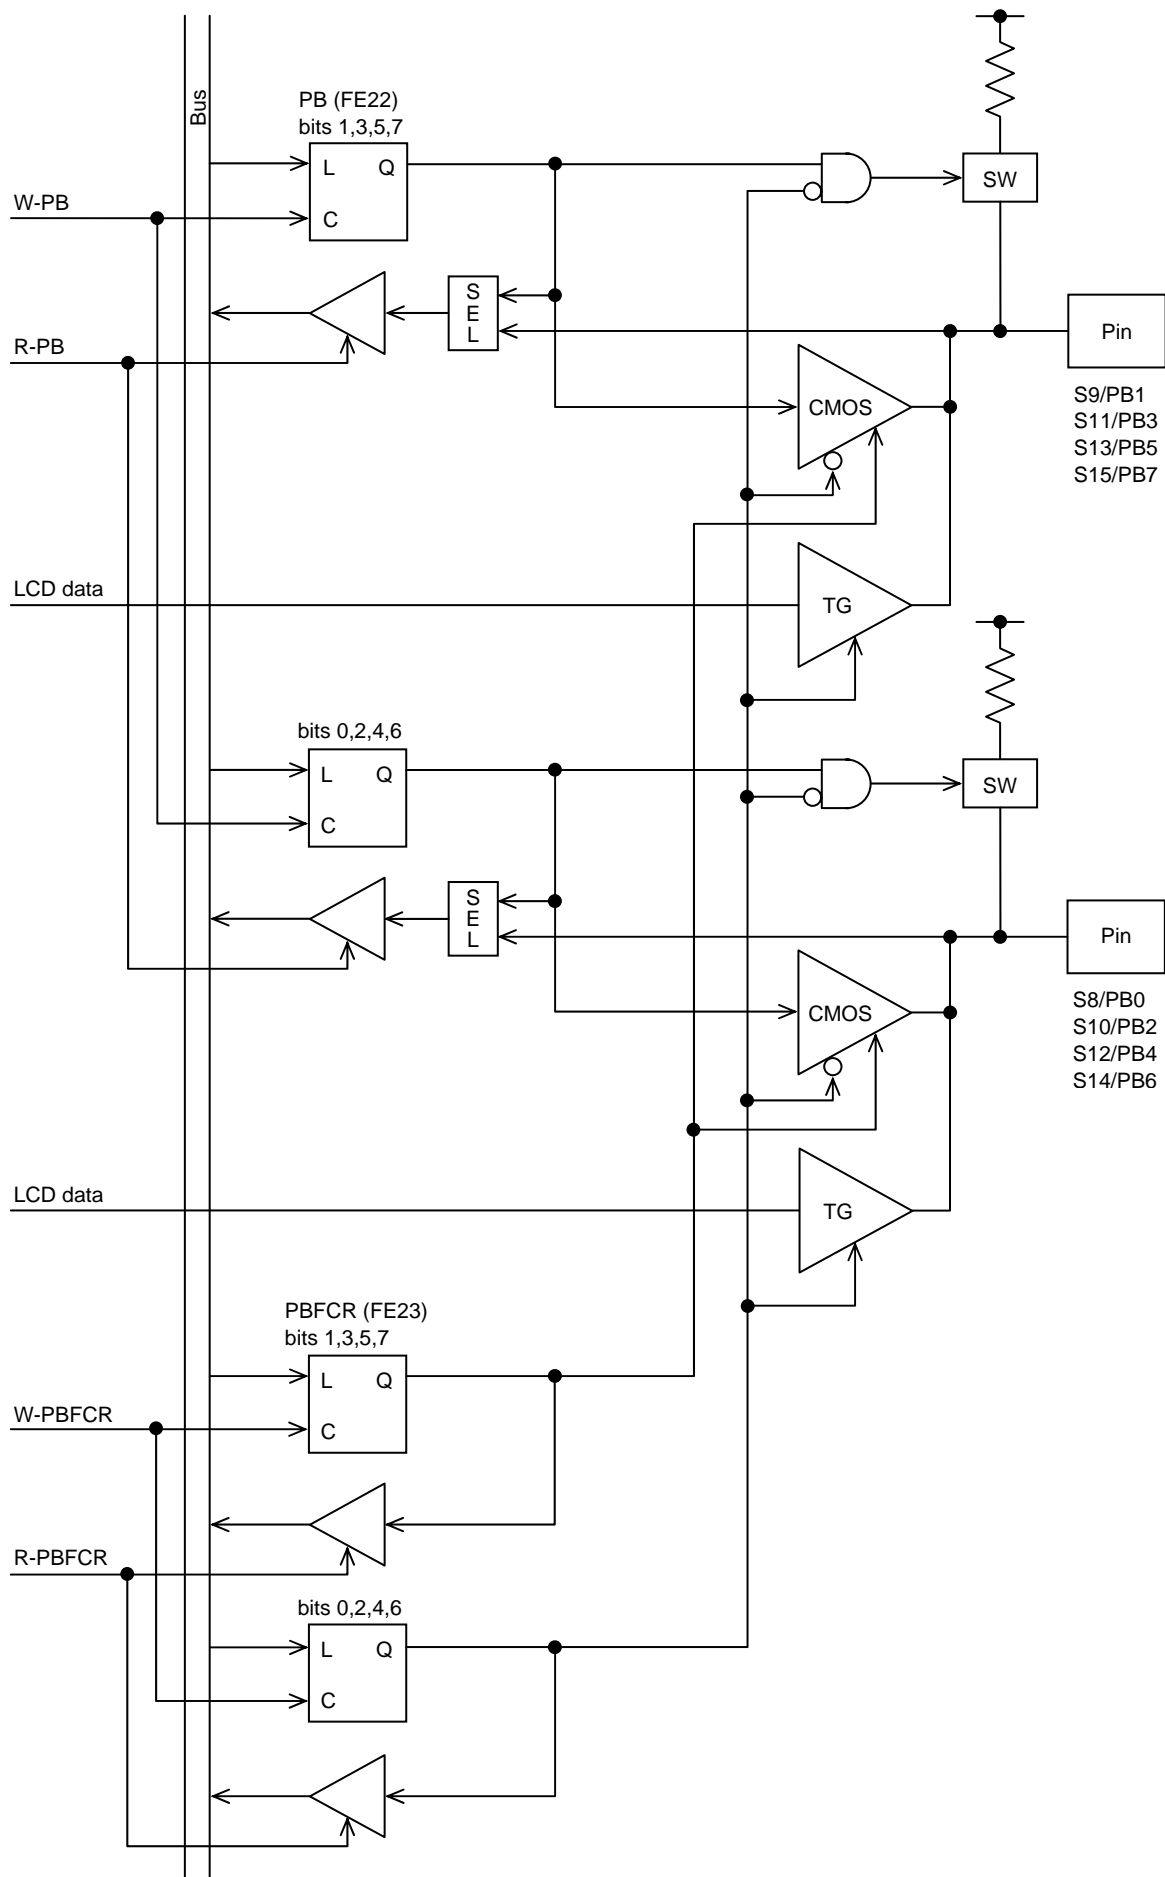 Bus
PB (FE22)
bits 1,3,5,7
L Q
C
W-PB
SW
S
E
L
R-PB
Pin
CMOS
S9/PB1
S11/PB3
S13/PB5
S15/PB7
LCD data
TG
bits 0,2,4,6
L Q
C
SW
S
E
L
Pin
CMOS
S8/PB0
S10/PB2
S12/PB4
S14/PB6
LCD data
TG
PBFCR (FE23)
bits 1,3,5,7
L Q
C
W-PBFCR
R-PBFCR
bits 0,2,4,6
L Q
C